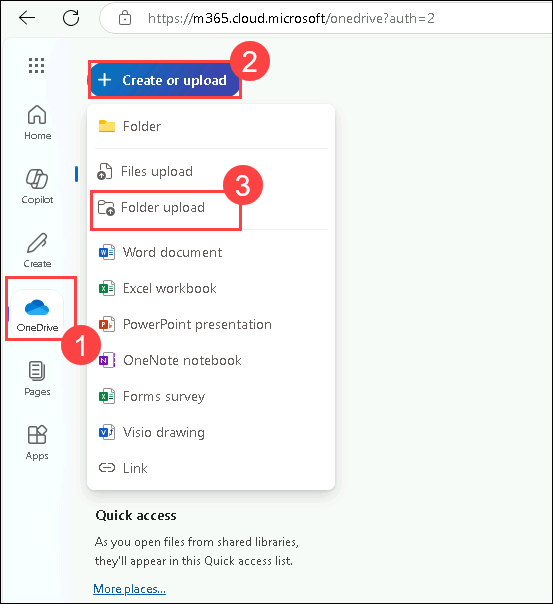 https://m365.cloud.microsoft/onedrive?auth=2
2
+ Create or upload
Home
Folder
Files upload
3
Copilot
Folder upload
Create
Word document
Excel workbook
OneDrive
1
PowerPoint presentation
OneNote notebook
Pages
Forms survey
Visio drawing
Apps
Link
Quick access
As you open files from shared libraries,
they'll appear in this Quick access list.
More places...